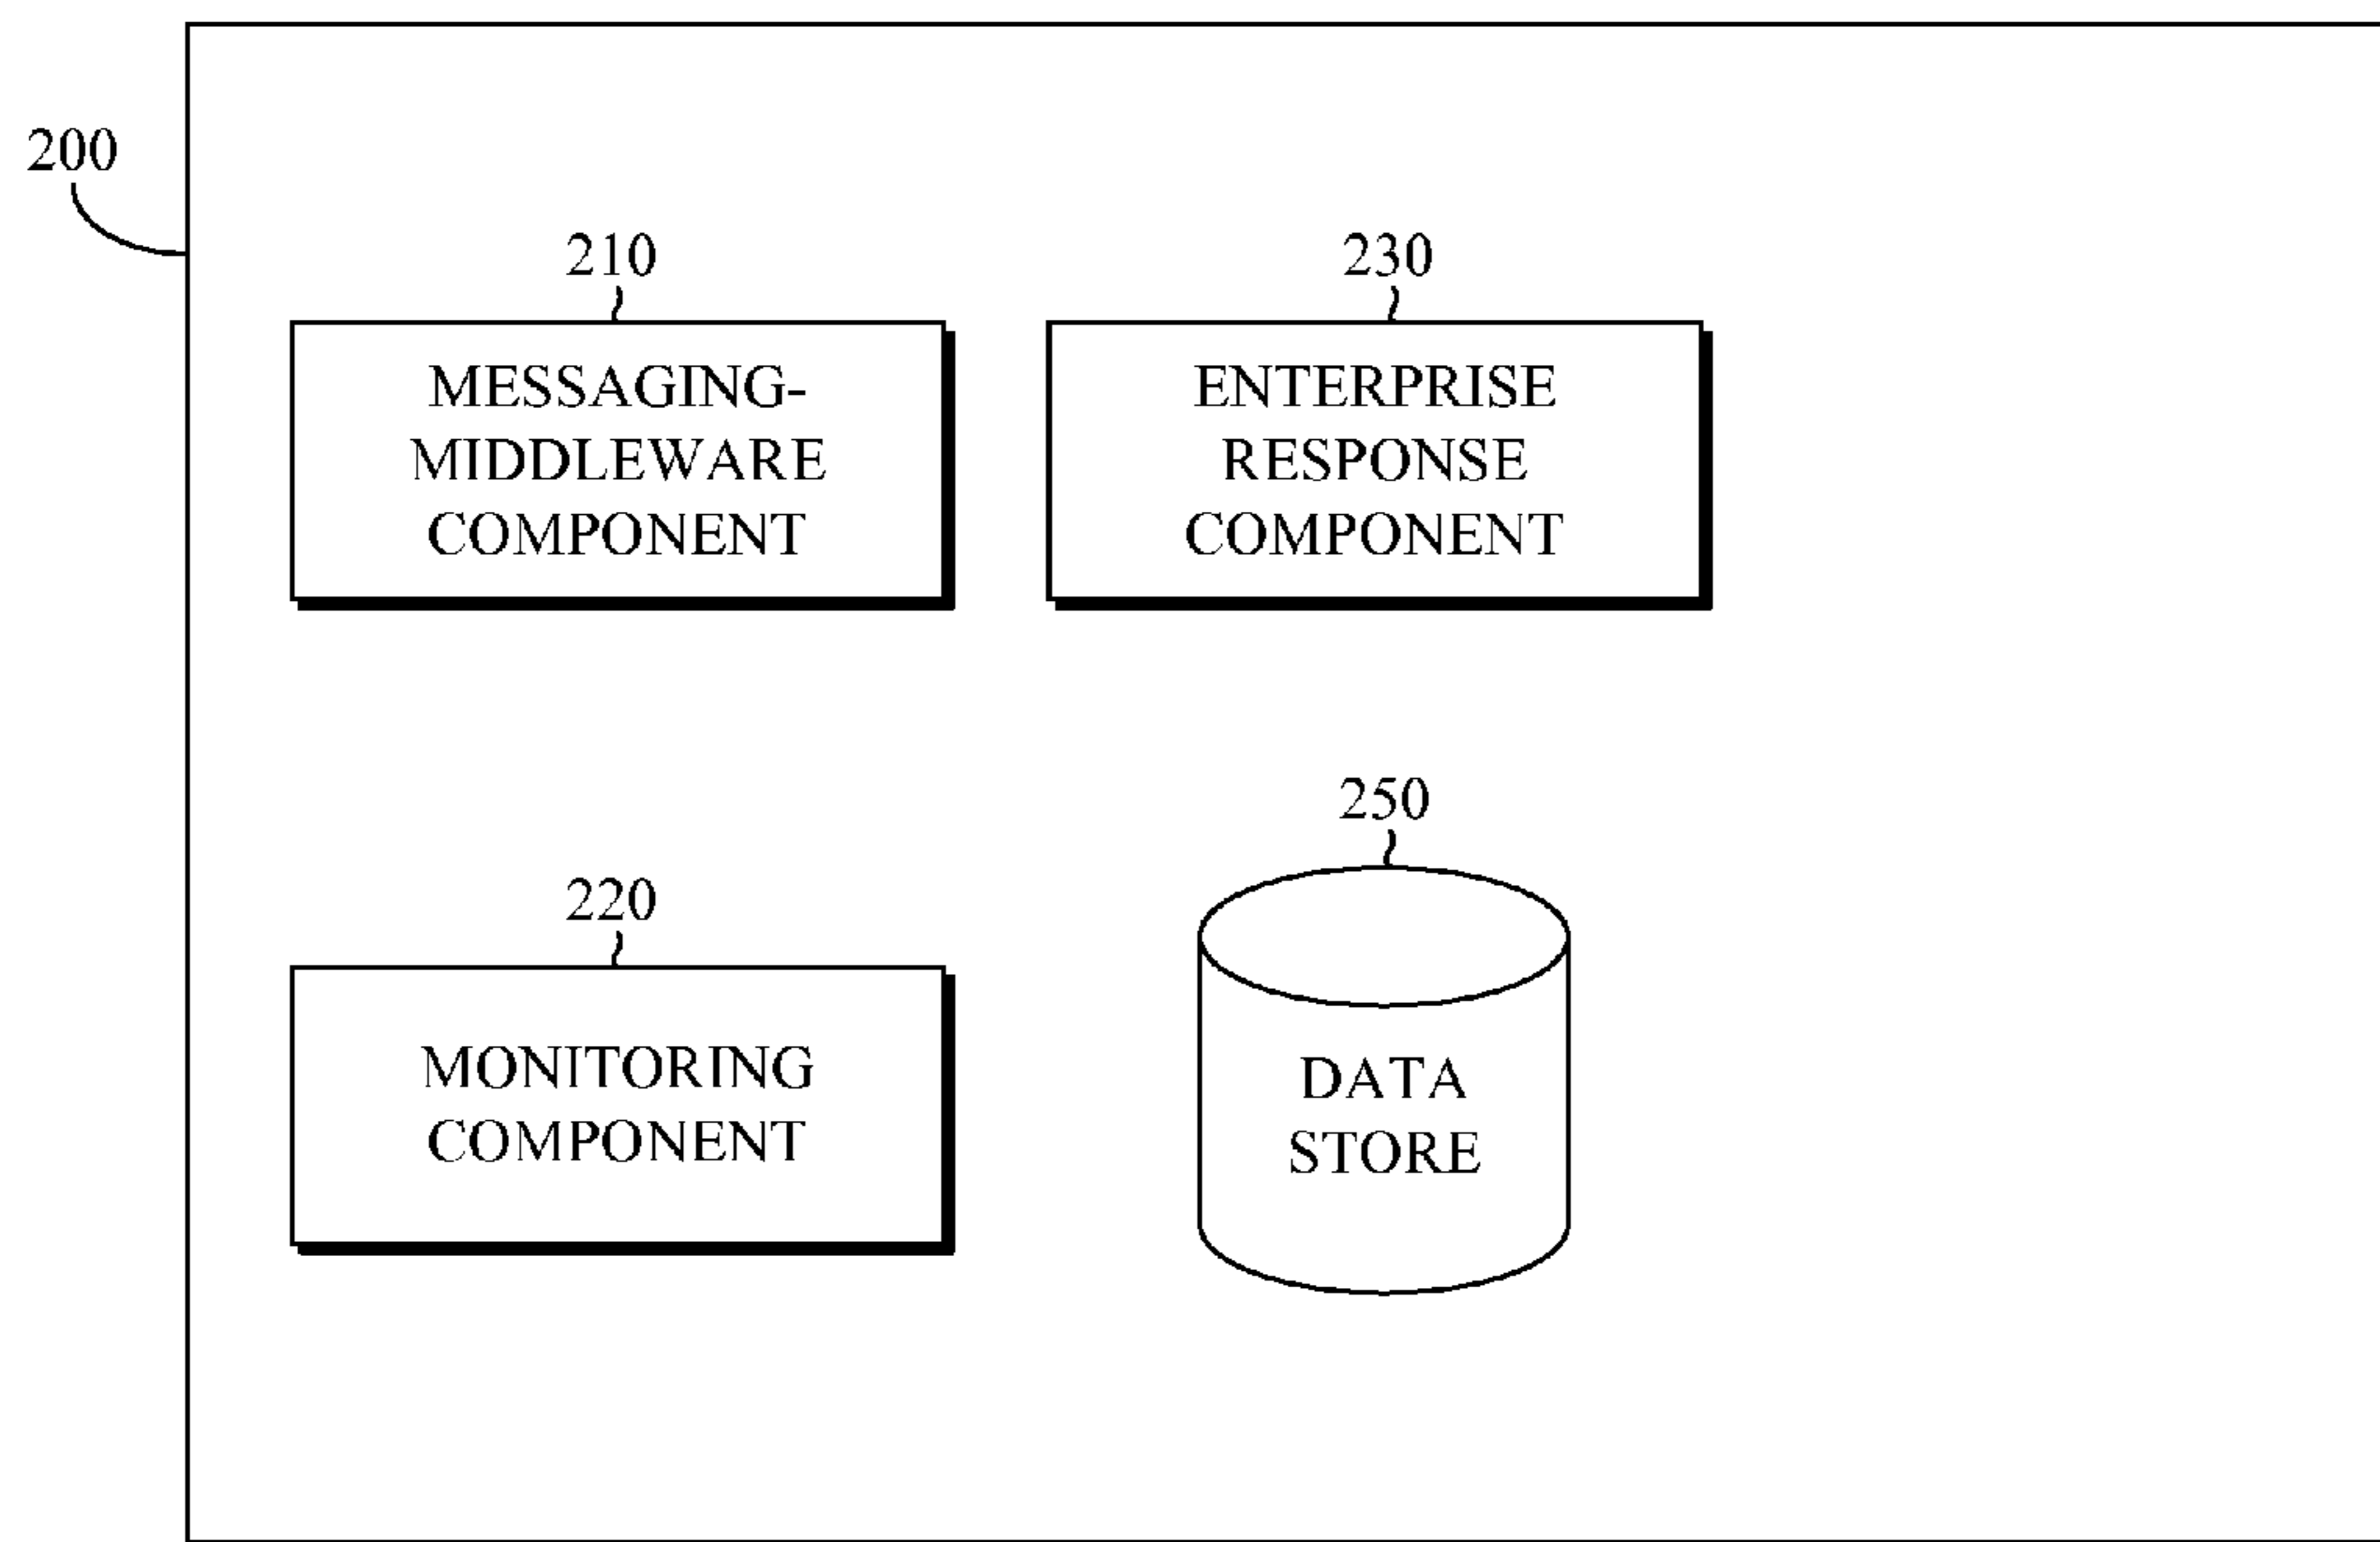 200
210
MESSAGING-
MIDDLEWARE
COMPONENT
230
ENTERPRISE
RESPONSE
COMPONENT
220
MONITORING
COMPONENT
250
DATA
STORE